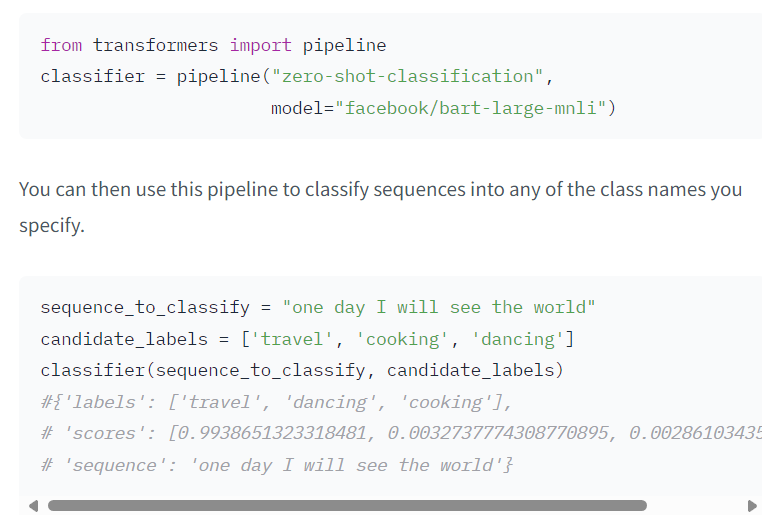 from transformers import pipeline
classifier = pipeline("zero-shot-classification",
                      model="facebook/bart-large-mnli")
You can then use this pipeline to classify sequences into any of the class names you
specify.
sequence_to_classify = "one day I will see the world"
candidate_labels = ['travel', 'cooking', 'dancing']
classifier(sequence_to_classify, candidate_labels)
#{'labels': ['travel', 'dancing', 'cooking'],
# 'scores': [0.9938651323318481, 0.0032737774308770895, 0.00286103435
# 'sequence': 'one day I will see the world'}